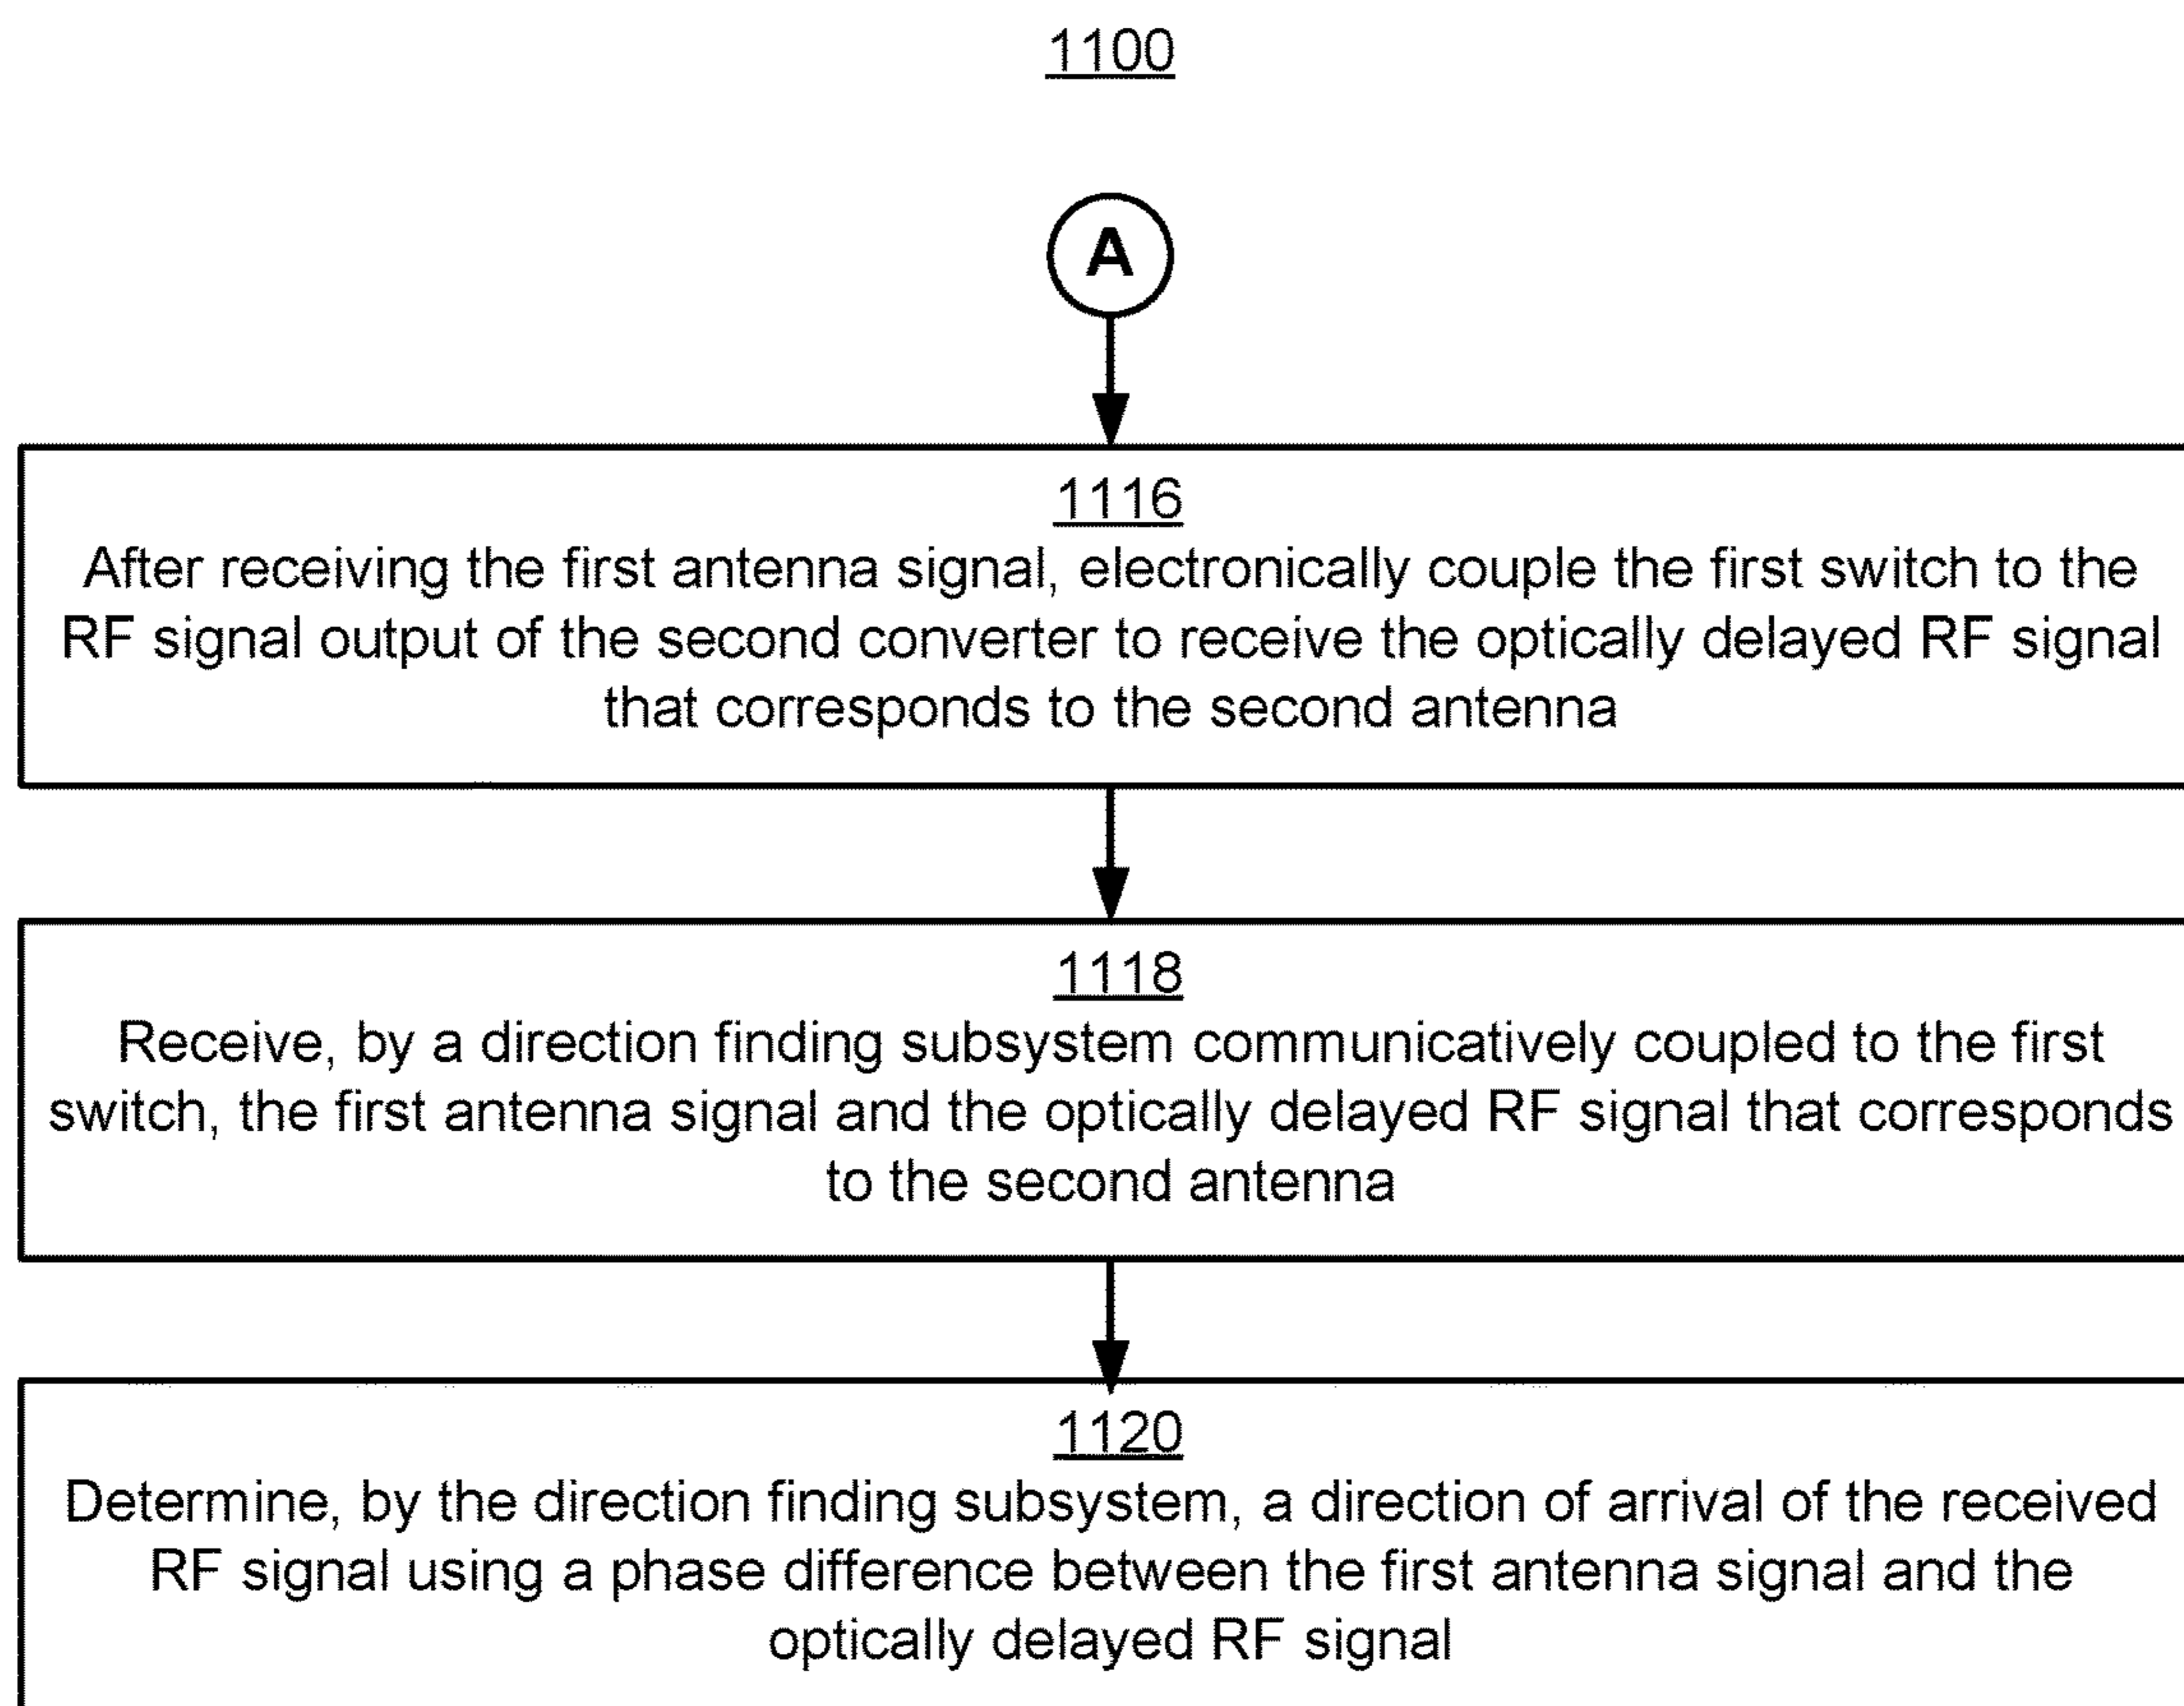 1100
A
1116
After receiving the first antenna signal, electronically couple the first switch to the
RF signal output of the second converter to receive the optically delayed RF signal
that corresponds to the second antenna
1118
Receive, by a direction finding subsystem communicatively coupled to the first
switch, the first antenna signal and the optically delayed RF signal that corresponds
to the second antenna
1120
Determine, by the direction finding subsystem, a direction of arrival of the received
RF signal using a phase difference between the first antenna signal and the
optically delayed RF signal